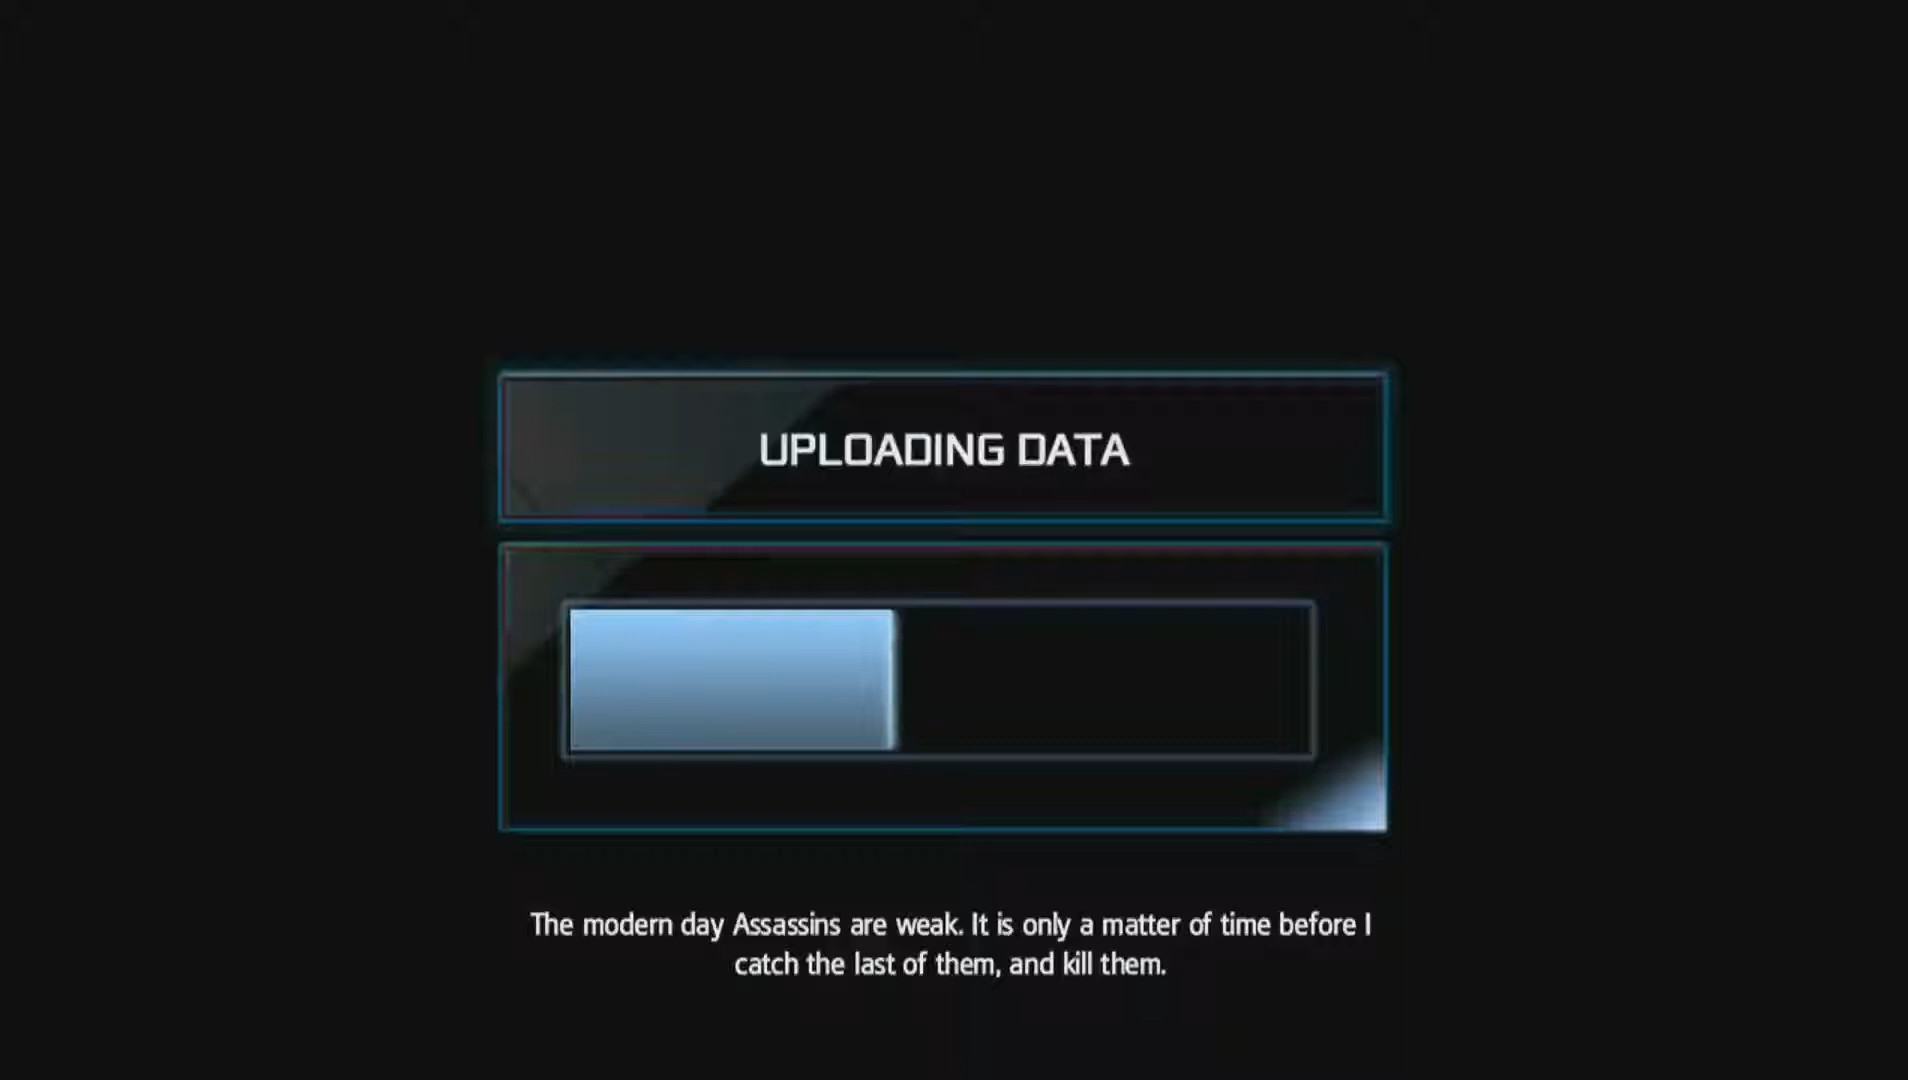 UPLOADING DATA
The modern day Assassins are weak. It is only a matter of time before I
catch the last of them, and kill them.